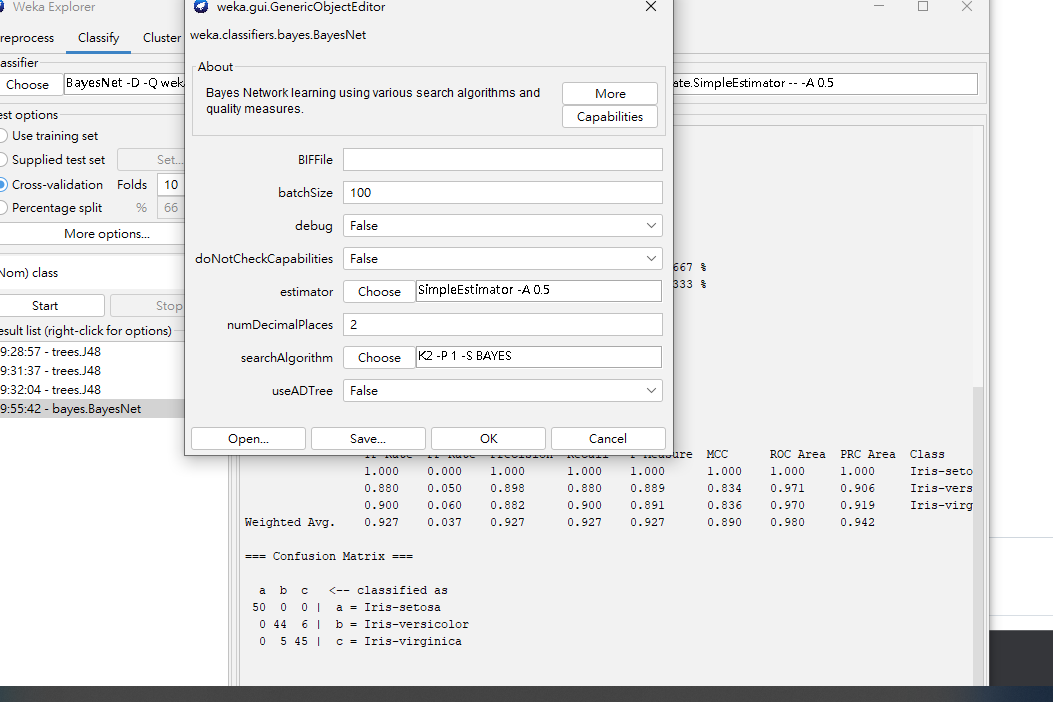 Weka Explorer
weka.gui.GenericObjectEditor
reprocess Classify Cluster
weka.classifiers.bayes.BayesNet
assifier
Choose BayesNet -D -Q weka
ate.SimpleEstimator -- -A 0.5
About
Bayes Network learning using various search algorithms and
quality measures.
More
Capabilities
est options
Use training set
Supplied test set Set...
Cross-validation Folds 10
Percentage split % 66
More options...
Nom) class
Start Stop
esult list (right-click for options)
9:28:57 - trees.J48
9:31:37 - trees.J48
9:32:04 - trees.J48
9:55:42 - bayes.BayesNet
BIFFile
batchSize 100
debug False
doNotCheckCapabilities False
estimator Choose SimpleEstimator -A 0.5
numDecimalPlaces 2
searchAlgorithm Choose K2 -P 1 -S BAYES
useADTree False
Open... Save... OK Cancel
667 %
333 %
TP Rate FP Rate Precision Recall F-Measure MCC ROC Area PRC Area Class
1.000 0.000 1.000 1.000 1.000 1.000 1.000 1.000 Iris-seto
0.880 0.050 0.898 0.880 0.889 0.834 0.971 0.906 Iris-vers
0.900 0.060 0.882 0.900 0.891 0.836 0.970 0.919 Iris-virg
Weighted Avg. 0.927 0.037 0.927 0.927 0.927 0.890 0.980 0.942
=== Confusion Matrix ===
a b c <-- classified as
50 0 0 | a = Iris-setosa
0 44 6 | b = Iris-versicolor
0 5 45 | c = Iris-virginica